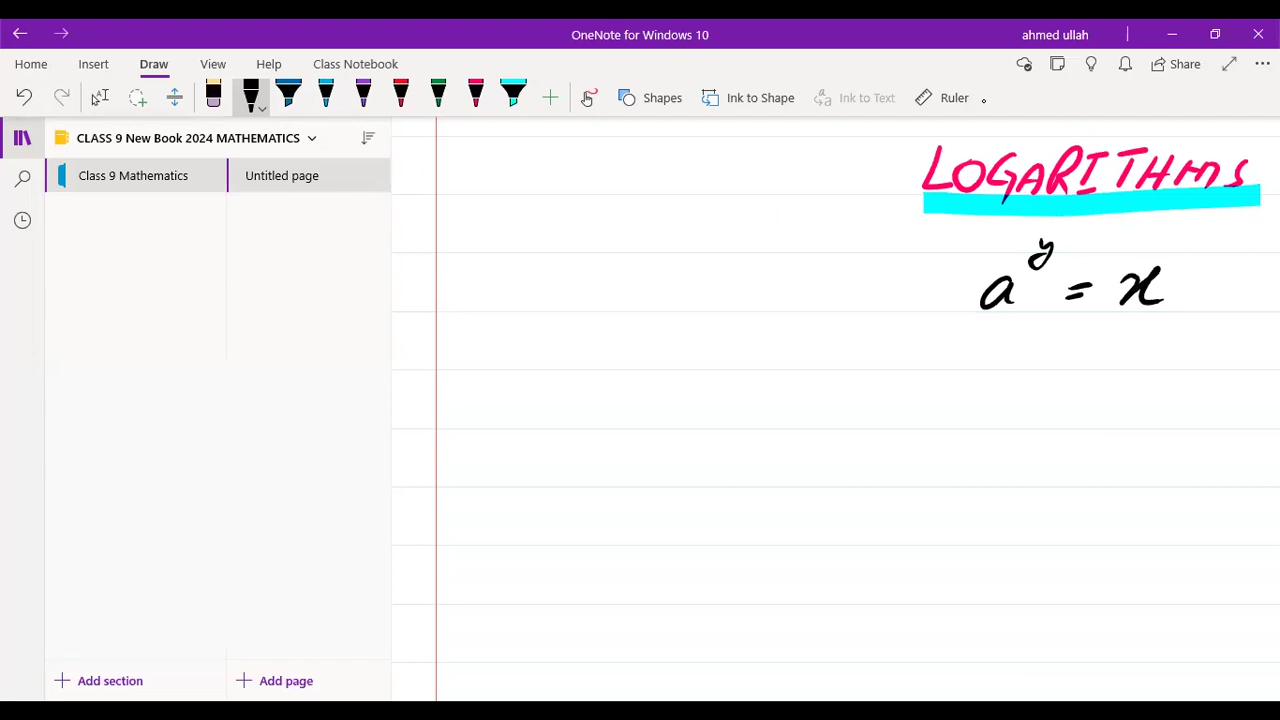 OneNote for Windows 10
ahmed ullah
Home Insert Draw View Help Class Notebook Share
Shapes Ink to Shape Ink to Text Ruler
CLASS 9 New Book 2024 MATHEMATICS
Class 9 Mathematics Untitled page
LOGARITHMS
a^y = x
Add section Add page